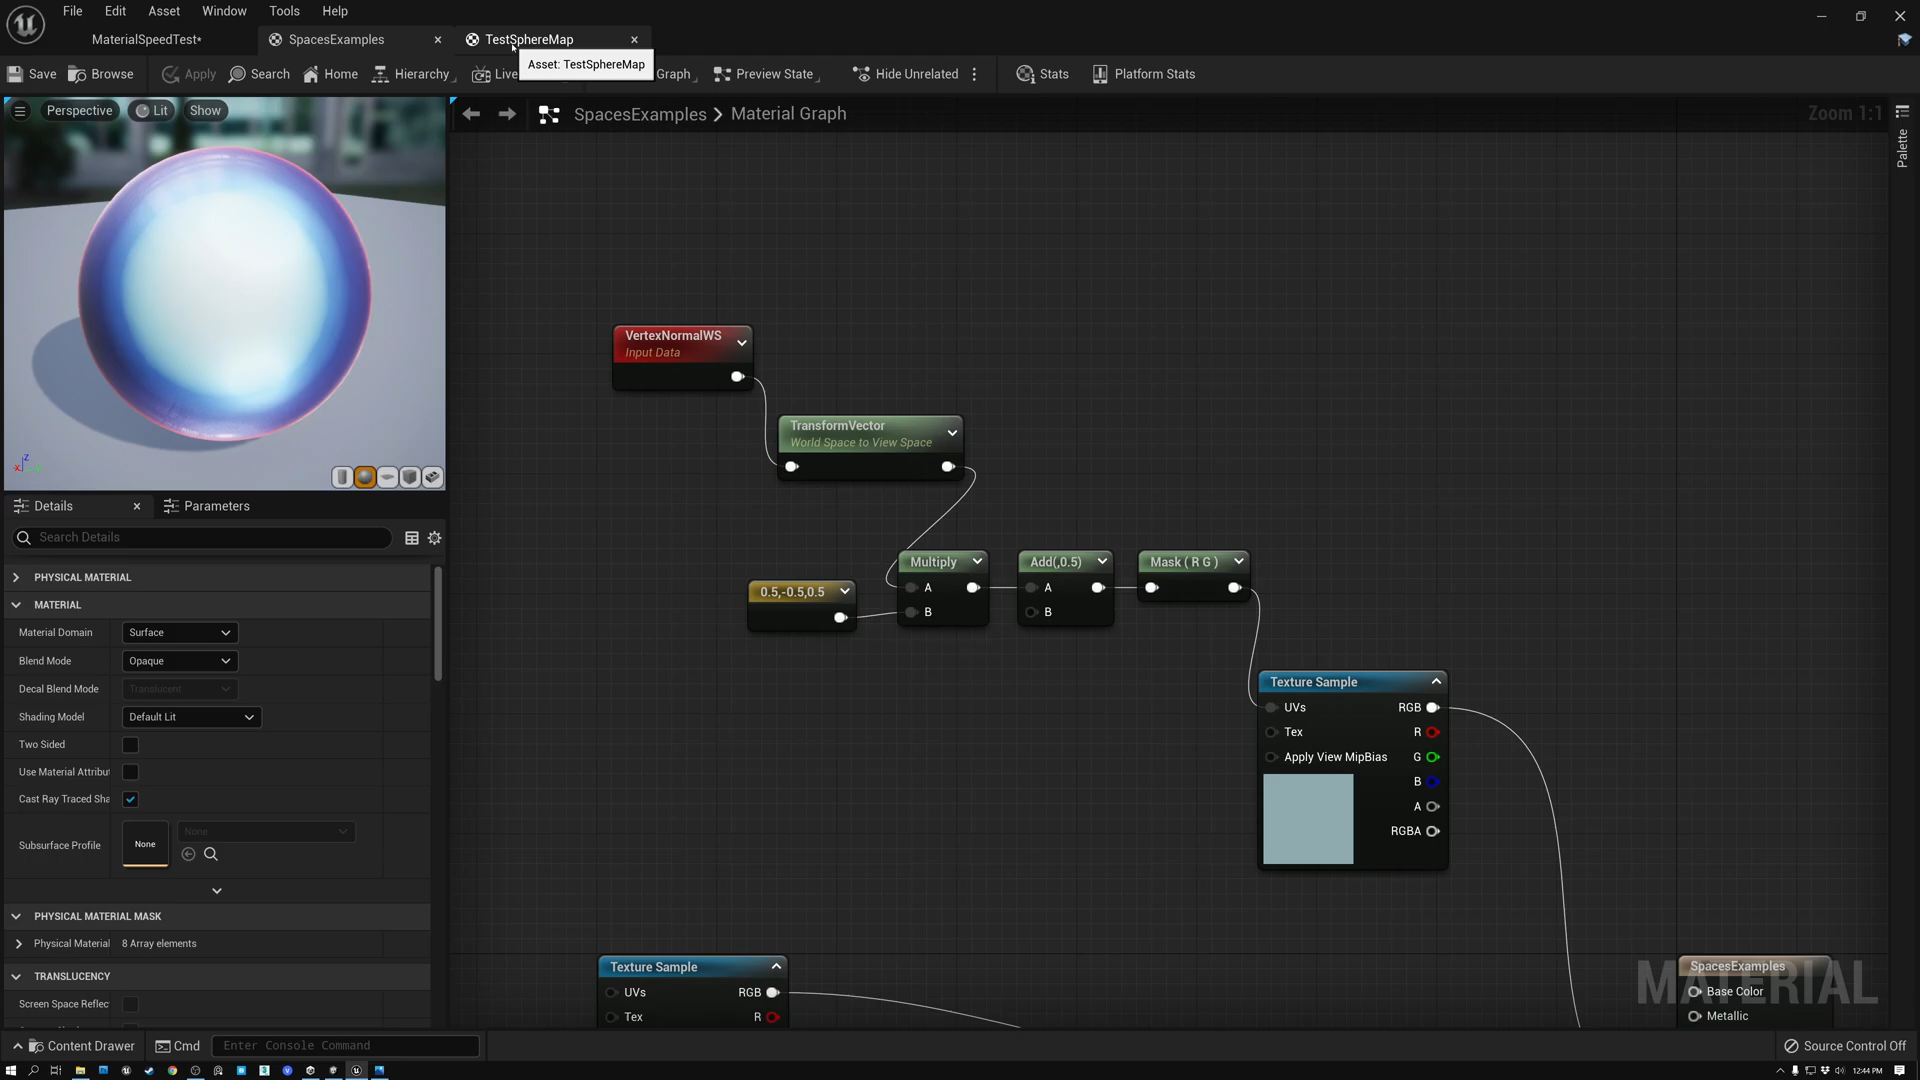 File Edit Asset Window Tools Help
MaterialSpeedTest*
SpacesExamples
TestSphereMap
Asset: TestSphereMap
Save
Browse
Apply
Search
Home
Hierarchy
Live
Graph
Preview State
Hide Unrelated
Stats
Platform Stats
Perspective
Lit
Show
SpacesExamples > Material Graph
Zoom 1:1
Palette
VertexNormalWS
Input Data
TransformVector
World Space to View Space
0.5,-0.5,0.5
Multiply
A
B
Add(,0.5)
A
B
Mask ( R G )
Texture Sample
UVs RGB
Tex R
Apply View MipBias G
B
A
RGBA
Texture Sample
UVs RGB
Tex R
SpacesExamples
Base Color
Metallic
MATERIAL
Z
X
Details
Parameters
Search Details
PHYSICAL MATERIAL
MATERIAL
Material Domain Surface
Blend Mode Opaque
Decal Blend Mode Translucent
Shading Model Default Lit
Two Sided
Use Material Attribut
Cast Ray Traced Sha
Subsurface Profile None None
PHYSICAL MATERIAL MASK
Physical Material 8 Array elements
TRANSLUCENCY
Screen Space Reflec
Content Drawer
Cmd
Enter Console Command
Source Control Off
12:44 PM